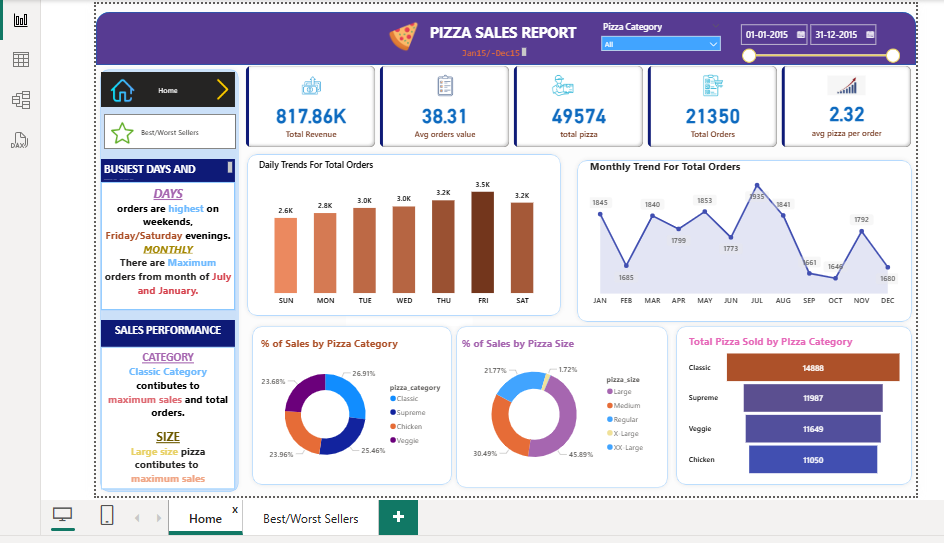 PIZZA SALES REPORT
Jan15/-Dec15
Pizza Category
All
01-01-2015
31-12-2015
Home
Best/Worst Sellers
817.86K
Total Revenue
38.31
Avg orders value
49574
total pizza
21350
Total Orders
2.32
avg pizza per order
BUSIEST DAYS AND
DAYS
orders are highest on
weekends,
Friday/Saturday evenings.
MONTHLY
There are Maximum
orders from month of July
and January.
SALES PERFORMANCE
CATEGORY
Classic Category
contibutes to
maximum sales and total
orders.
SIZE
Large size pizza
contibutes to
maximum sales
Daily Trends For Total Orders
2.6K
2.8K
3.0K
3.0K
3.2K
3.5K
3.2K
SUN MON TUE WED THU FRI SAT
Monthly Trend For Total Orders
1845
1685
1840
1799
1853
1773
1935
1841
1661
1646
1792
1680
JAN FEB MAR APR MAY JUN JUL AUG SEP OCT NOV DEC
% of Sales by Pizza Category
26.91%
25.46%
23.96%
23.68%
pizza_category
Classic
Supreme
Chicken
Veggie
% of Sales by Pizza Size
1.72%
45.89%
30.49%
21.77%
pizza_size
Large
Medium
Regular
X-Large
XX-Large
Total Pizza Sold by PIzza Category
Classic 14888
Supreme 11987
Veggie 11649
Chicken 11050
DAX
Home x
Best/Worst Sellers
+